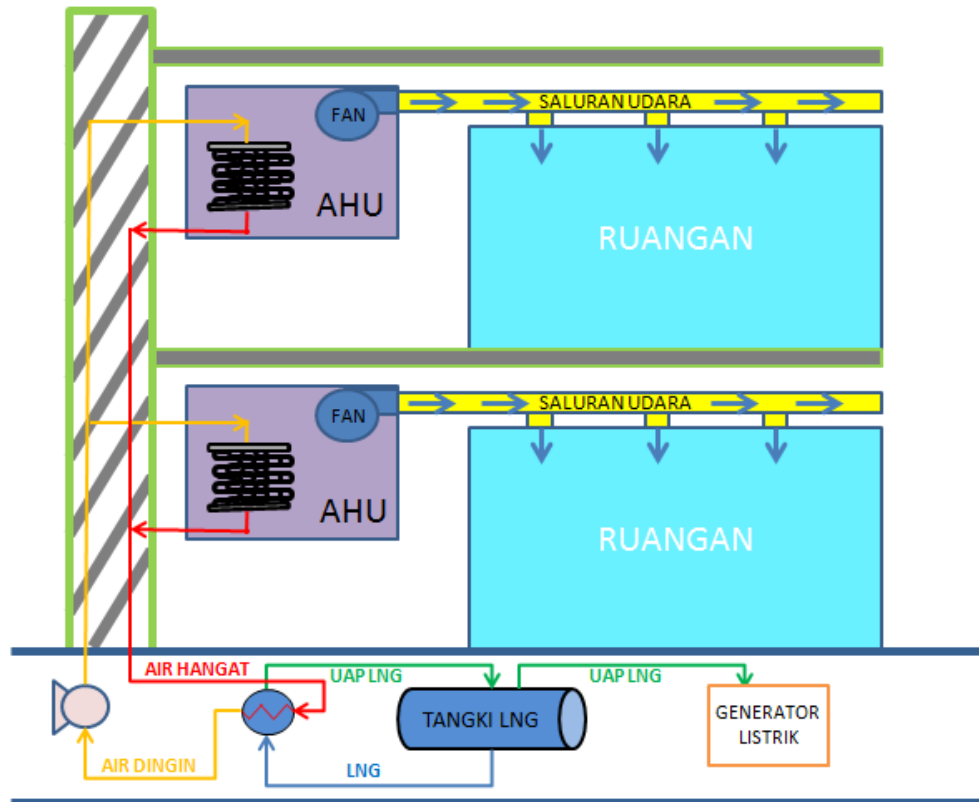 FAN
SALURAN UDARA
AHU
RUANGAN
FAN
SALURAN UDARA
AHU
RUANGAN
AIR HANGAT
UAP LNG
UAP LNG
TANGKI LNG
GENERATOR
LISTRIK
AIR DINGIN
LNG